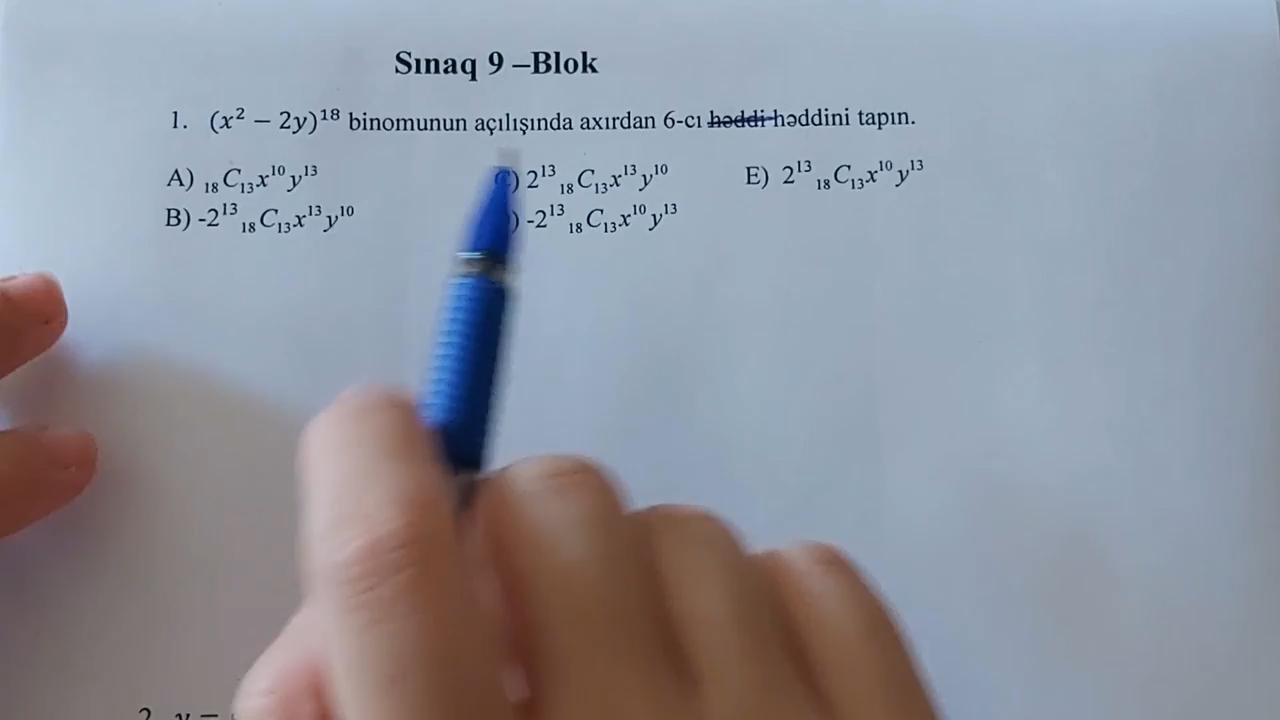 Sınaq 9 –Blok
1. (x² – 2y)¹⁸ binomunun açılışında axırdan 6-cı həddi həddini tapın.
A) ₁₈C₁₃x¹⁰y¹³ C) 2¹³ ₁₈C₁₃x¹³y¹⁰ E) 2¹³ ₁₈C₁₃x¹⁰y¹³
B) -2¹³ ₁₈C₁₃x¹³y¹⁰ ) -2¹³ ₁₈C₁₃x¹⁰y¹³